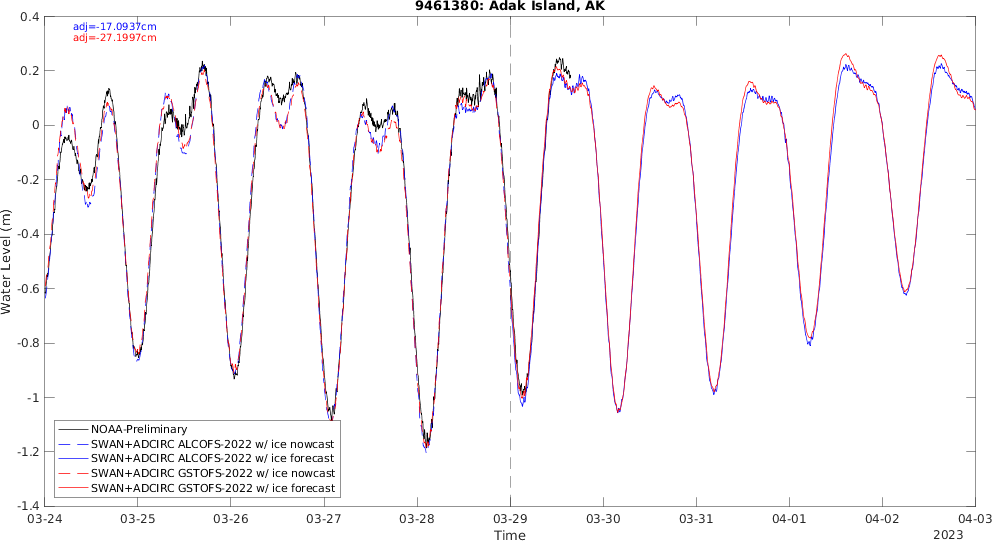 9461380: Adak Island, AK
adj=-17.0937cm
adj=-27.1997cm
0.4
0.2
0
-0.2
-0.4
-0.6
-0.8
-1
-1.2
-1.4
Water Level (m)
NOAA-Preliminary
SWAN+ADCIRC ALCOFS-2022 w/ ice nowcast
SWAN+ADCIRC ALCOFS-2022 w/ ice forecast
SWAN+ADCIRC GSTOFS-2022 w/ ice nowcast
SWAN+ADCIRC GSTOFS-2022 w/ ice forecast
03-24 03-25 03-26 03-27 03-28 03-29 03-30 03-31 04-01 04-02 04-03
Time
2023